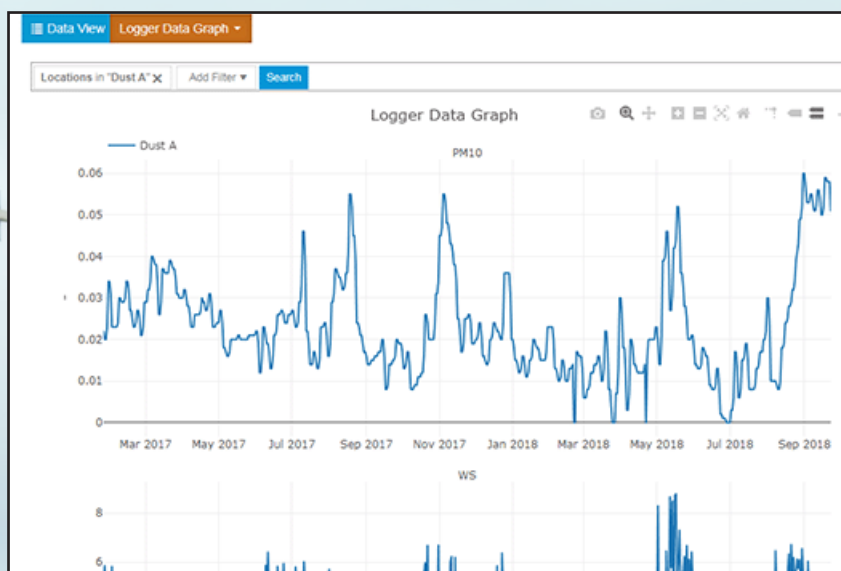 Data View Logger Data Graph
Locations in "Dust A" x Add Filter Search
Logger Data Graph
Dust A
PM10
0.06
0.05
0.04
0.03
0.02
0.01
0
Mar 2017 May 2017 Jul 2017 Sep 2017 Nov 2017 Jan 2018 Mar 2018 May 2018 Jul 2018 Sep 2018
WS
8
6